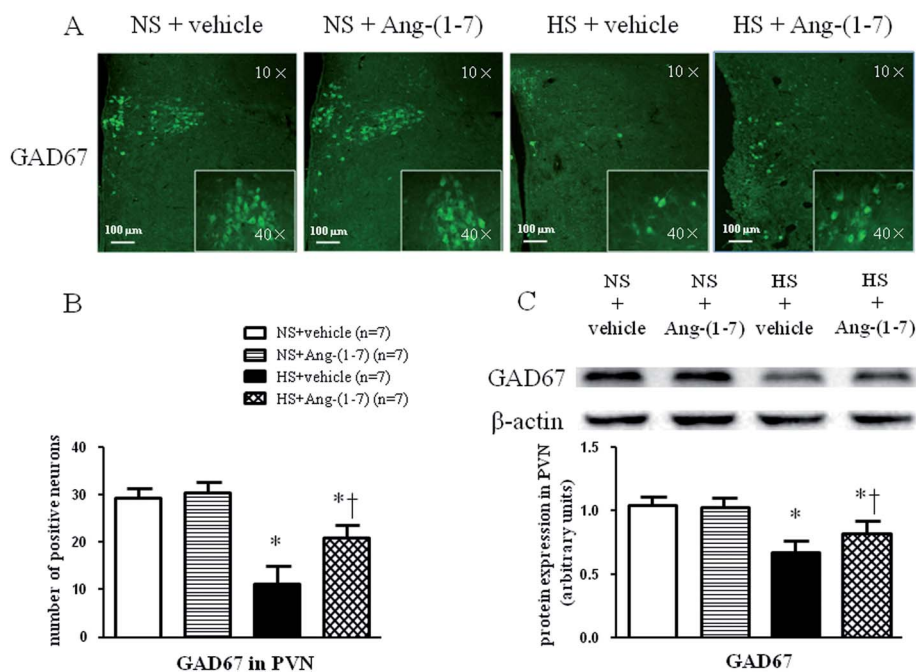 A
NS + vehicle
NS + Ang-(1-7)
HS + vehicle
HS + Ang-(1-7)
GAD67
10×
40×
100 μm
10×
40×
100 μm
10×
40×
100 μm
10×
40×
100 μm
B
NS+vehicle (n=7)
NS+Ang-(1-7) (n=7)
HS+vehicle (n=7)
HS+Ang-(1-7) (n=7)
number of positive neurons
40
30
20
10
0
*
*†
GAD67 in PVN
C
NS
+
vehicle
NS
+
Ang-(1-7)
HS
+
vehicle
HS
+
Ang-(1-7)
GAD67
β-actin
protein expression in PVN
(arbitrary units)
1.5
1.0
0.5
0.0
*
*†
GAD67